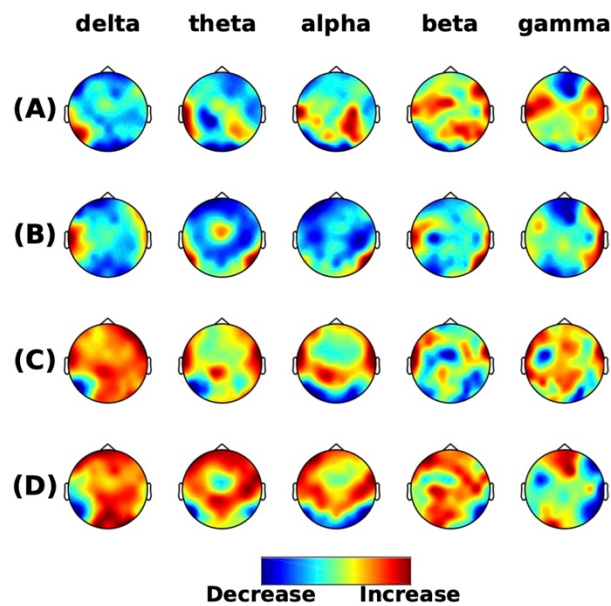 delta theta alpha beta gamma
(A)
(B)
(C)
(D)
Decrease Increase